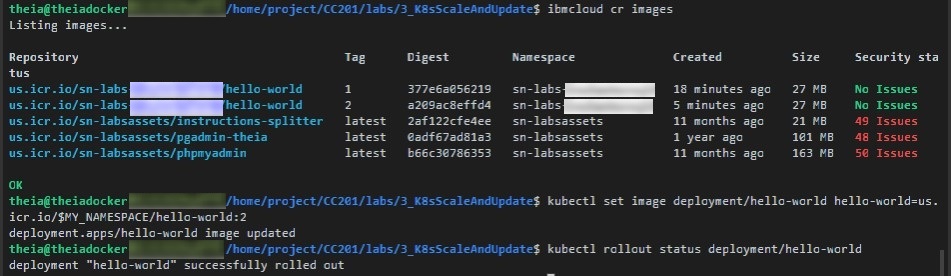 theia@theiadocker /home/project/CC201/labs/3_K8sScaleAndUpdate$ ibmcloud cr images
Listing images...
Repository Tag Digest Namespace Created Size Security sta
tus
us.icr.io/sn-labs /hello-world 1 377e6a056219 sn-labs- 18 minutes ago 27 MB No Issues
us.icr.io/sn-labs /hello-world 2 a209ac8effd4 sn-labs- 5 minutes ago 27 MB No Issues
us.icr.io/sn-labsassets/instructions-splitter latest 2af122cfe4ee sn-labsassets 11 months ago 21 MB 49 Issues
us.icr.io/sn-labsassets/pgadmin-theia latest 0adf67ad81a3 sn-labsassets 1 year ago 101 MB 48 Issues
us.icr.io/sn-labsassets/phpmyadmin latest b66c30786353 sn-labsassets 11 months ago 163 MB 50 Issues
OK
theia@theiadocker /home/project/CC201/labs/3_K8sScaleAndUpdate$ kubectl set image deployment/hello-world hello-world=us.
icr.io/$MY_NAMESPACE/hello-world:2
deployment.apps/hello-world image updated
theia@theiadocker /home/project/CC201/labs/3_K8sScaleAndUpdate$ kubectl rollout status deployment/hello-world
deployment "hello-world" successfully rolled out